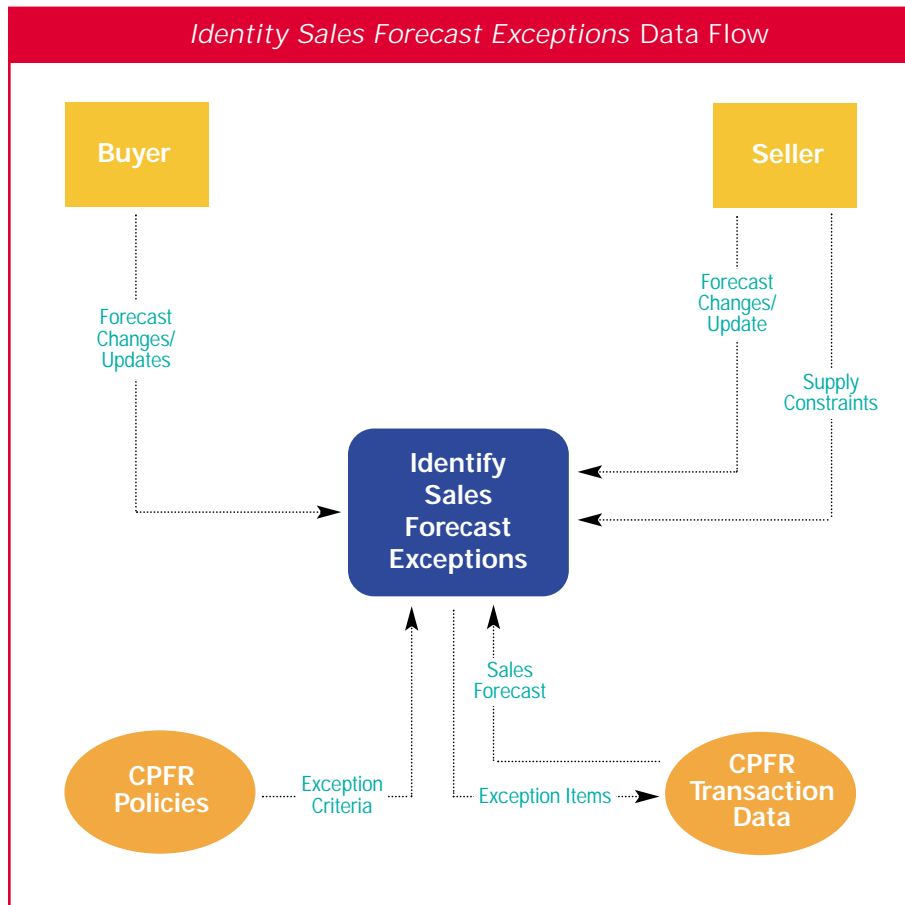 Identity Sales Forecast Exceptions Data Flow
Buyer
Seller
Forecast
Changes/
Updates
Forecast
Changes/
Update
Supply
Constraints
Identify
Sales
Forecast
Exceptions
Sales
Forecast
CPFR
Policies
Exception
Criteria
Exception Items
CPFR
Transaction
Data